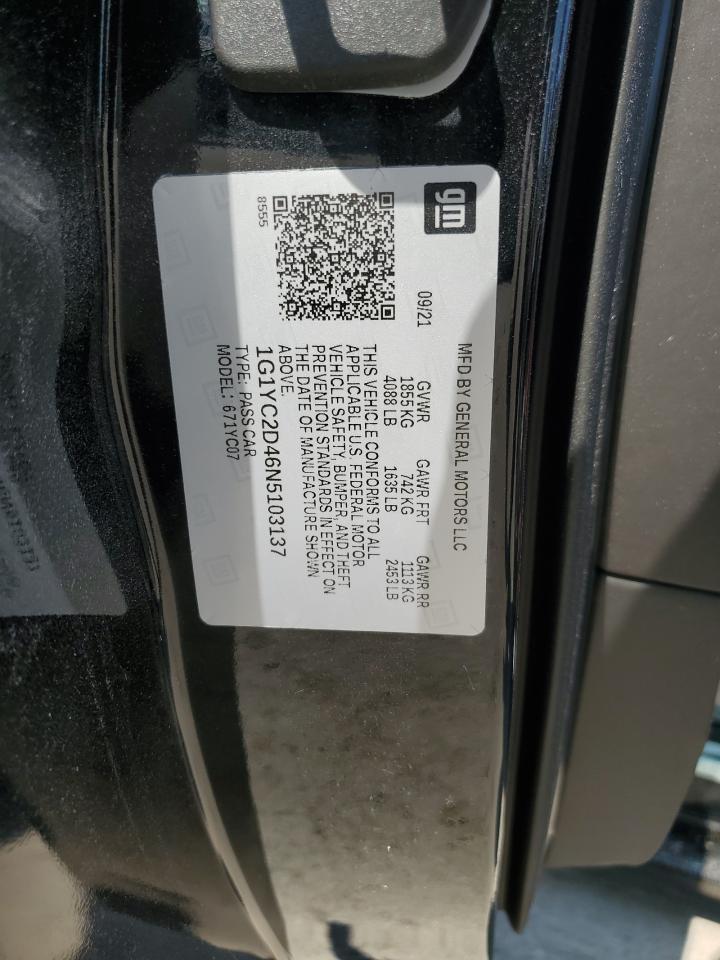 gm
MFD BY GENERAL MOTORS LLC
09/21 GVWR GAWR FRT GAWR RR
1855 KG 742 KG 1113 KG
4088 LB 1635 LB 2453 LB
THIS VEHICLE CONFORMS TO ALL
APPLICABLE U.S. FEDERAL MOTOR
VEHICLE SAFETY, BUMPER, AND THEFT
PREVENTION STANDARDS IN EFFECT ON
THE DATE OF MANUFACTURE SHOWN
ABOVE.
8555
1G1YC2D46N5103137
TYPE: PASS CAR
MODEL: 671YC07